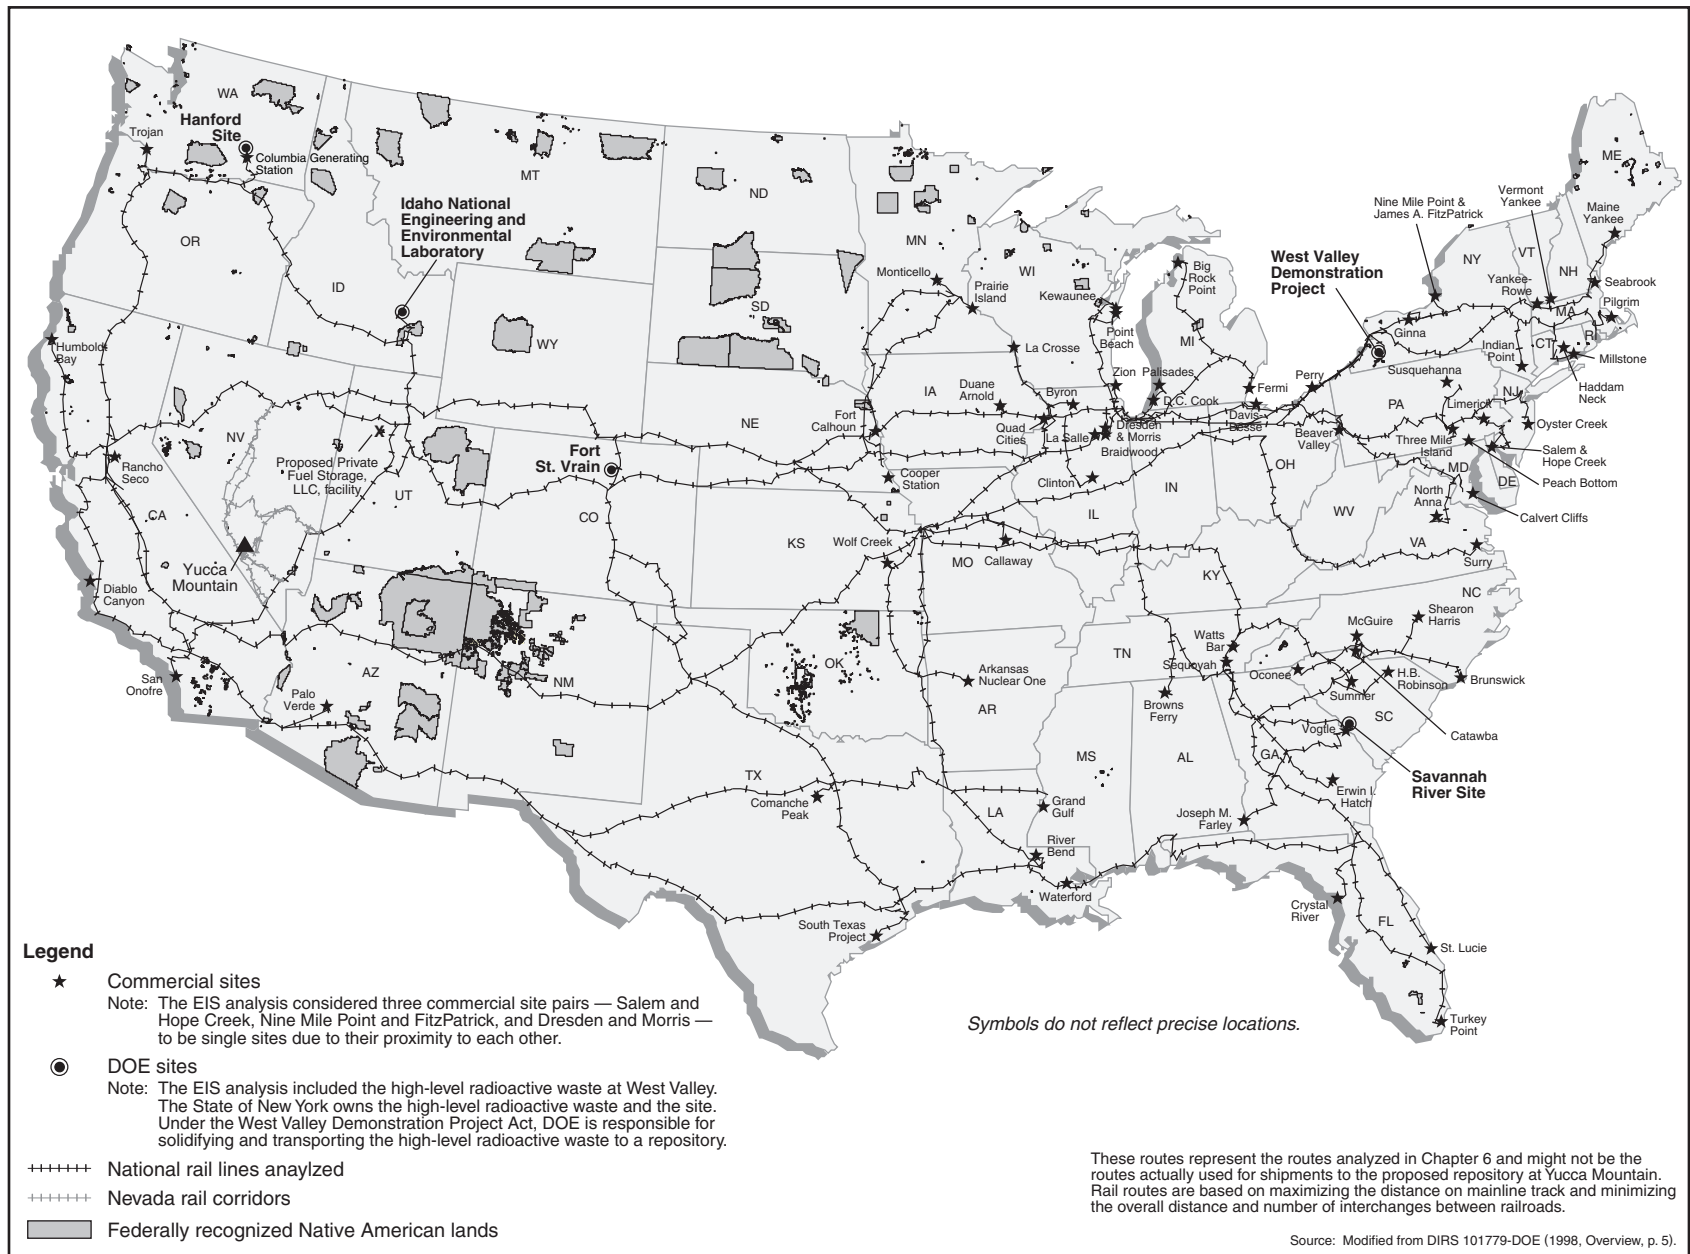 WA
Hanford
Site
Trojan
Columbia Generating
Station
MT
ND
OR
ID
Idaho National
Engineering and
Environmental
Laboratory
MN
Monticello
Prairie
Island
WI
Kewaunee
Point
Beach
Big
Rock
Point
MI
West Valley
Demonstration
Project
Nine Mile Point &
James A. FitzPatrick
Vermont
Yankee
ME
Maine
Yankee
NY
VT
NH
Yankee-
Rowe
Seabrook
Pilgrim
MA
RI
CT
Ginna
Indian
Point
Millstone
Haddam
Neck
Susquehanna
NJ
PA
Limerick
Oyster Creek
Three Mile
Island
Salem &
Hope Creek
Peach Bottom
MD
DE
Calvert Cliffs
North
Anna
WV
VA
Surry
Humboldt
Bay
SD
WY
NE
IA
La Crosse
Duane
Arnold
Byron
Zion
Palisades
D.C. Cook
Fermi
Perry
Davis-
Besse
Beaver
Valley
Fort
Calhoun
Quad
Cities
La Salle
Dresden
& Morris
Braidwood
Cooper
Station
Clinton
OH
IN
IL
NV
Proposed Private
Fuel Storage,
LLC, facility
UT
Fort
St. Vrain
CO
KS
Wolf Creek
MO
Callaway
KY
Rancho
Seco
CA
Yucca
Mountain
Diablo
Canyon
San
Onofre
Palo
Verde
AZ
NM
OK
Arkansas
Nuclear One
AR
TN
Watts
Bar
Sequoyah
Browns
Ferry
NC
McGuire
Shearon
Harris
Oconee
H.B.
Robinson
Brunswick
Summer
SC
Catawba
Vogtle
Savannah
River Site
MS
AL
GA
Erwin I.
Hatch
Joseph M.
Farley
TX
Comanche
Peak
LA
Grand
Gulf
River
Bend
Waterford
South Texas
Project
Crystal
River
FL
St. Lucie
Turkey
Point
Legend
Commercial sites
Note: The EIS analysis considered three commercial site pairs — Salem and
Hope Creek, Nine Mile Point and FitzPatrick, and Dresden and Morris —
to be single sites due to their proximity to each other.
DOE sites
Note: The EIS analysis included the high-level radioactive waste at West Valley.
The State of New York owns the high-level radioactive waste and the site.
Under the West Valley Demonstration Project Act, DOE is responsible for
solidifying and transporting the high-level radioactive waste to a repository.
National rail lines anaylzed
Nevada rail corridors
Federally recognized Native American lands
Symbols do not reflect precise locations.
These routes represent the routes analyzed in Chapter 6 and might not be the
routes actually used for shipments to the proposed repository at Yucca Mountain.
Rail routes are based on maximizing the distance on mainline track and minimizing
the overall distance and number of interchanges between railroads.
Source: Modified from DIRS 101779-DOE (1998, Overview, p. 5).